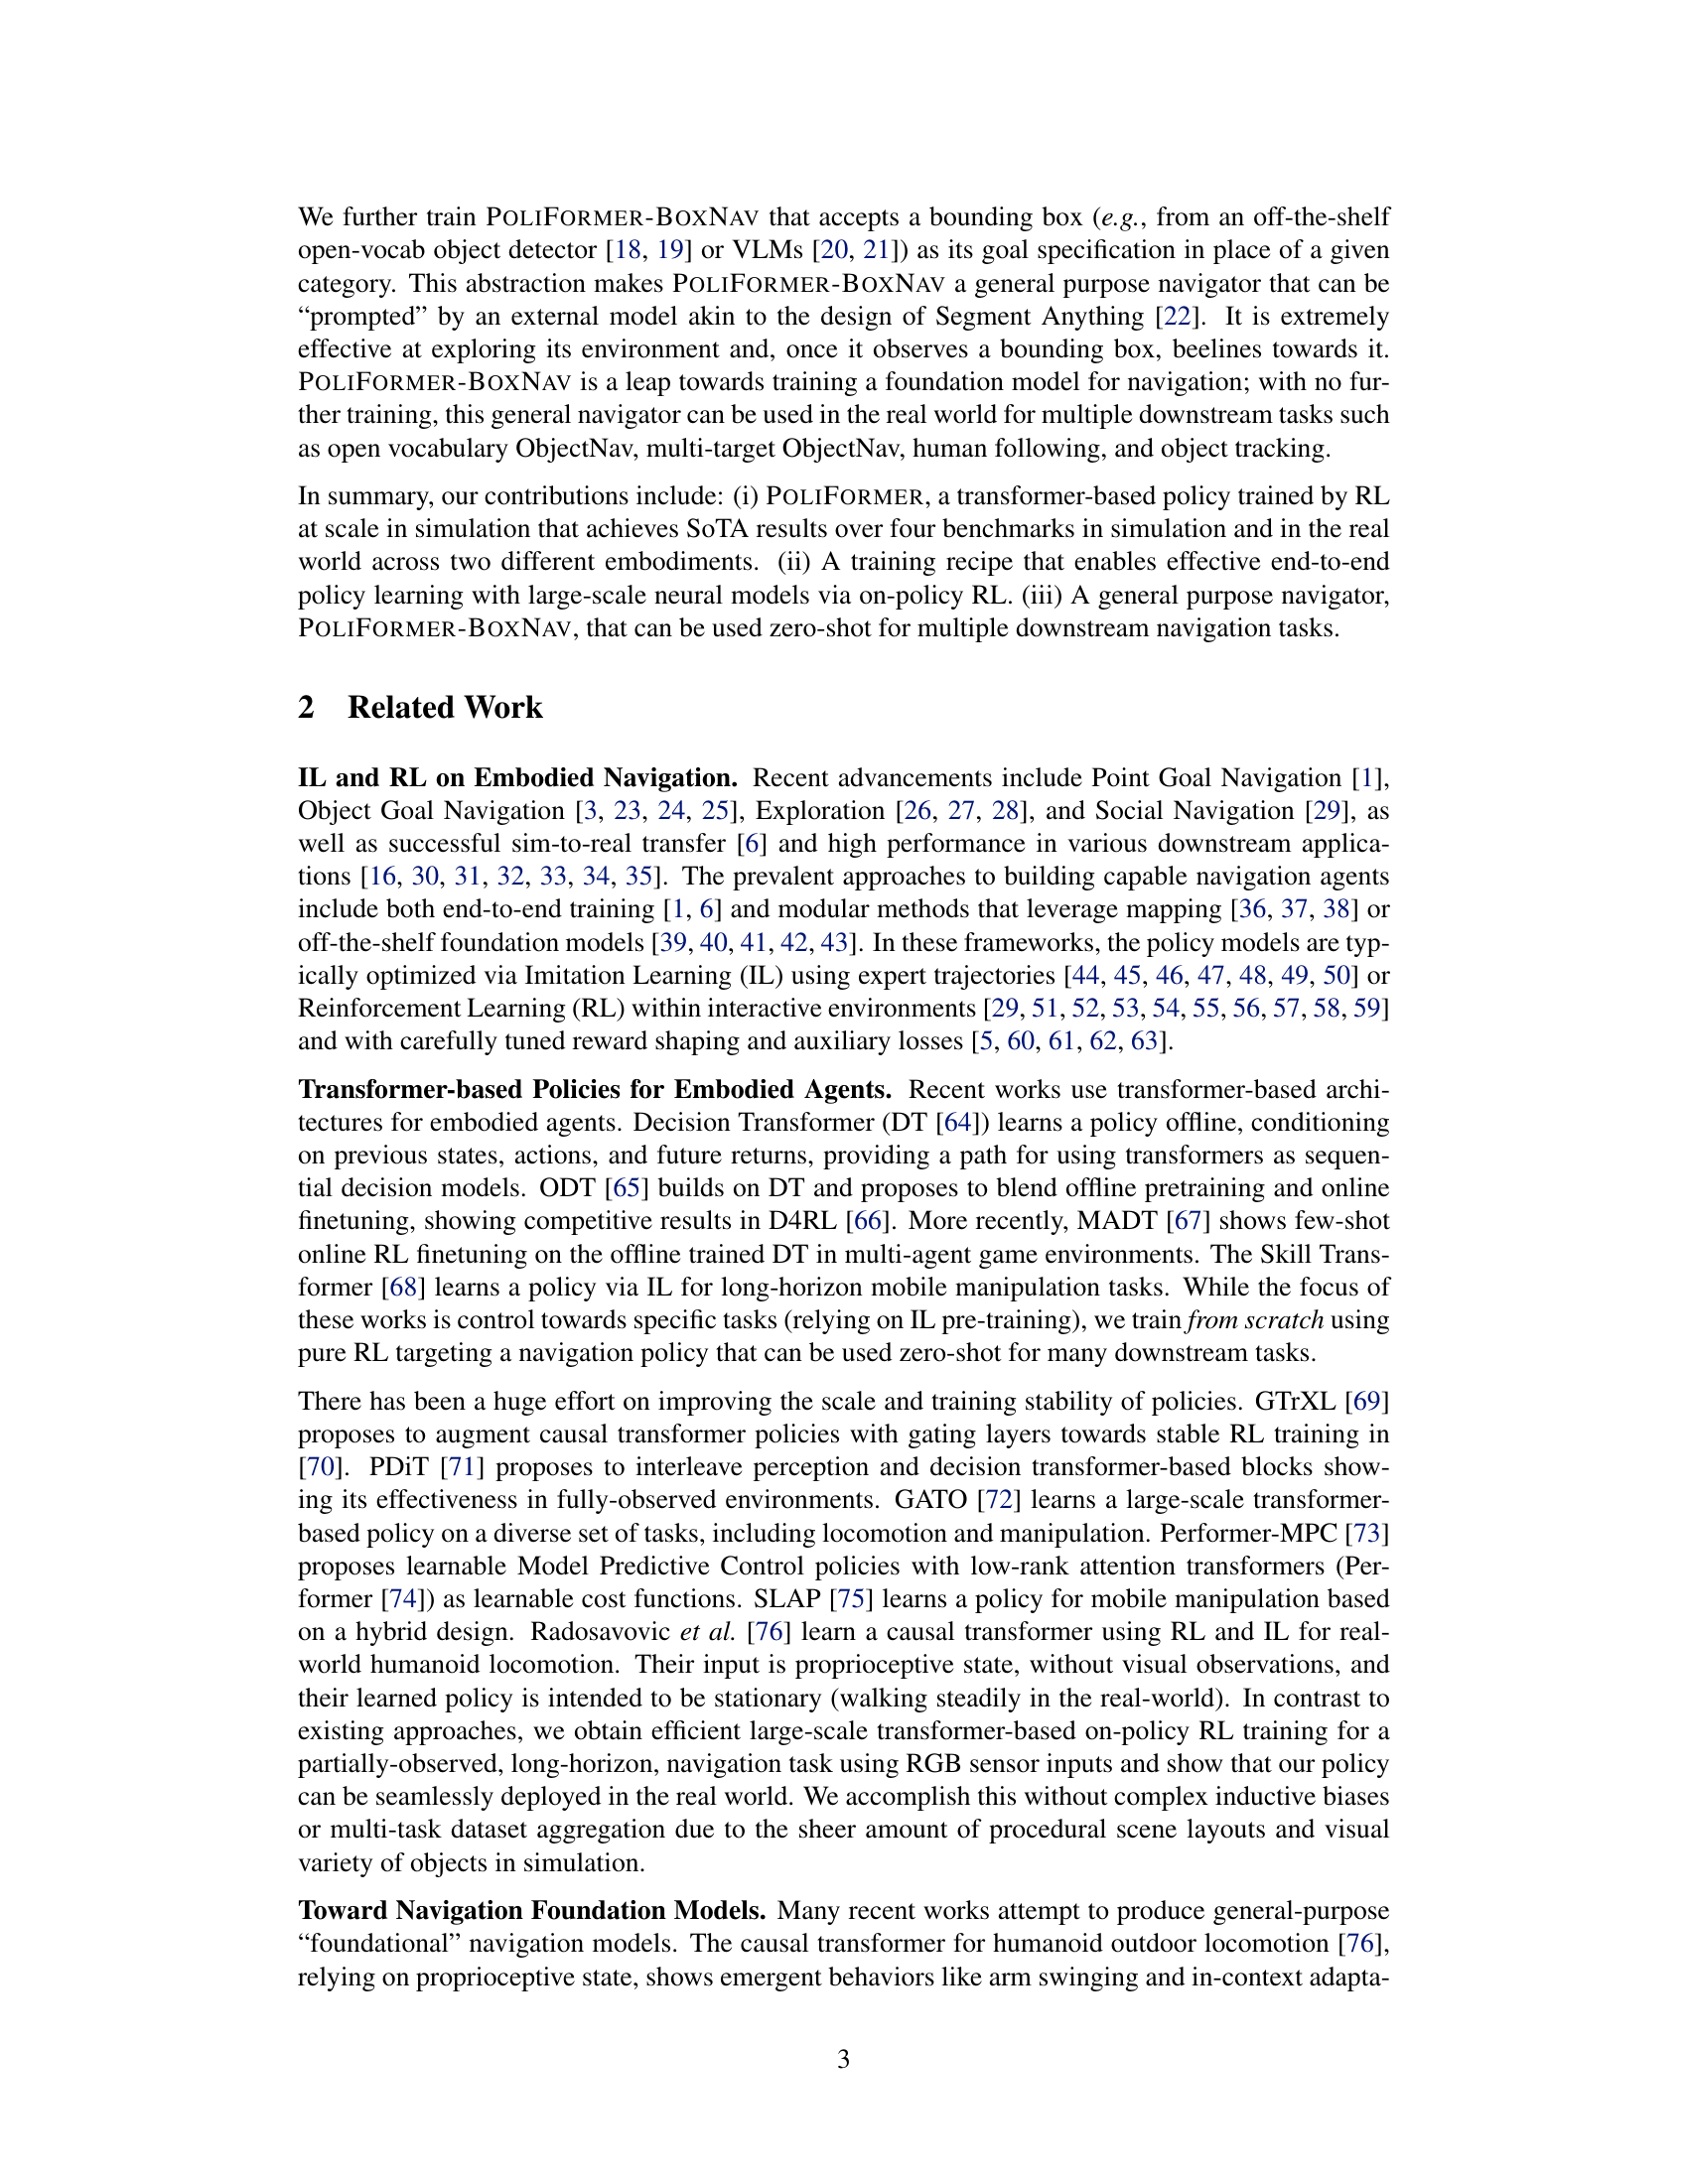 We further train POLIFORMER-BOXNAV that accepts a bounding box (e.g., from an off-the-shelf
open-vocab object detector [18, 19] or VLMs [20, 21]) as its goal specification in place of a given
category. This abstraction makes POLIFORMER-BOXNAV a general purpose navigator that can be
“prompted” by an external model akin to the design of Segment Anything [22]. It is extremely
effective at exploring its environment and, once it observes a bounding box, beelines towards it.
POLIFORMER-BOXNAV is a leap towards training a foundation model for navigation; with no fur-
ther training, this general navigator can be used in the real world for multiple downstream tasks such
as open vocabulary ObjectNav, multi-target ObjectNav, human following, and object tracking.
In summary, our contributions include: (i) POLIFORMER, a transformer-based policy trained by RL
at scale in simulation that achieves SoTA results over four benchmarks in simulation and in the real
world across two different embodiments. (ii) A training recipe that enables effective end-to-end
policy learning with large-scale neural models via on-policy RL. (iii) A general purpose navigator,
POLIFORMER-BOXNAV, that can be used zero-shot for multiple downstream navigation tasks.
2 Related Work
IL and RL on Embodied Navigation. Recent advancements include Point Goal Navigation [1],
Object Goal Navigation [3, 23, 24, 25], Exploration [26, 27, 28], and Social Navigation [29], as
well as successful sim-to-real transfer [6] and high performance in various downstream applica-
tions [16, 30, 31, 32, 33, 34, 35]. The prevalent approaches to building capable navigation agents
include both end-to-end training [1, 6] and modular methods that leverage mapping [36, 37, 38] or
off-the-shelf foundation models [39, 40, 41, 42, 43]. In these frameworks, the policy models are typ-
ically optimized via Imitation Learning (IL) using expert trajectories [44, 45, 46, 47, 48, 49, 50] or
Reinforcement Learning (RL) within interactive environments [29, 51, 52, 53, 54, 55, 56, 57, 58, 59]
and with carefully tuned reward shaping and auxiliary losses [5, 60, 61, 62, 63].
Transformer-based Policies for Embodied Agents. Recent works use transformer-based archi-
tectures for embodied agents. Decision Transformer (DT [64]) learns a policy offline, conditioning
on previous states, actions, and future returns, providing a path for using transformers as sequen-
tial decision models. ODT [65] builds on DT and proposes to blend offline pretraining and online
finetuning, showing competitive results in D4RL [66]. More recently, MADT [67] shows few-shot
online RL finetuning on the offline trained DT in multi-agent game environments. The Skill Trans-
former [68] learns a policy via IL for long-horizon mobile manipulation tasks. While the focus of
these works is control towards specific tasks (relying on IL pre-training), we train from scratch using
pure RL targeting a navigation policy that can be used zero-shot for many downstream tasks.
There has been a huge effort on improving the scale and training stability of policies. GTrXL [69]
proposes to augment causal transformer policies with gating layers towards stable RL training in
[70]. PDiT [71] proposes to interleave perception and decision transformer-based blocks show-
ing its effectiveness in fully-observed environments. GATO [72] learns a large-scale transformer-
based policy on a diverse set of tasks, including locomotion and manipulation. Performer-MPC [73]
proposes learnable Model Predictive Control policies with low-rank attention transformers (Per-
former [74]) as learnable cost functions. SLAP [75] learns a policy for mobile manipulation based
on a hybrid design. Radosavovic et al. [76] learn a causal transformer using RL and IL for real-
world humanoid locomotion. Their input is proprioceptive state, without visual observations, and
their learned policy is intended to be stationary (walking steadily in the real-world). In contrast to
existing approaches, we obtain efficient large-scale transformer-based on-policy RL training for a
partially-observed, long-horizon, navigation task using RGB sensor inputs and show that our policy
can be seamlessly deployed in the real world. We accomplish this without complex inductive biases
or multi-task dataset aggregation due to the sheer amount of procedural scene layouts and visual
variety of objects in simulation.
Toward Navigation Foundation Models. Many recent works attempt to produce general-purpose
“foundational” navigation models. The causal transformer for humanoid outdoor locomotion [76],
relying on proprioceptive state, shows emergent behaviors like arm swinging and in-context adapta-
3